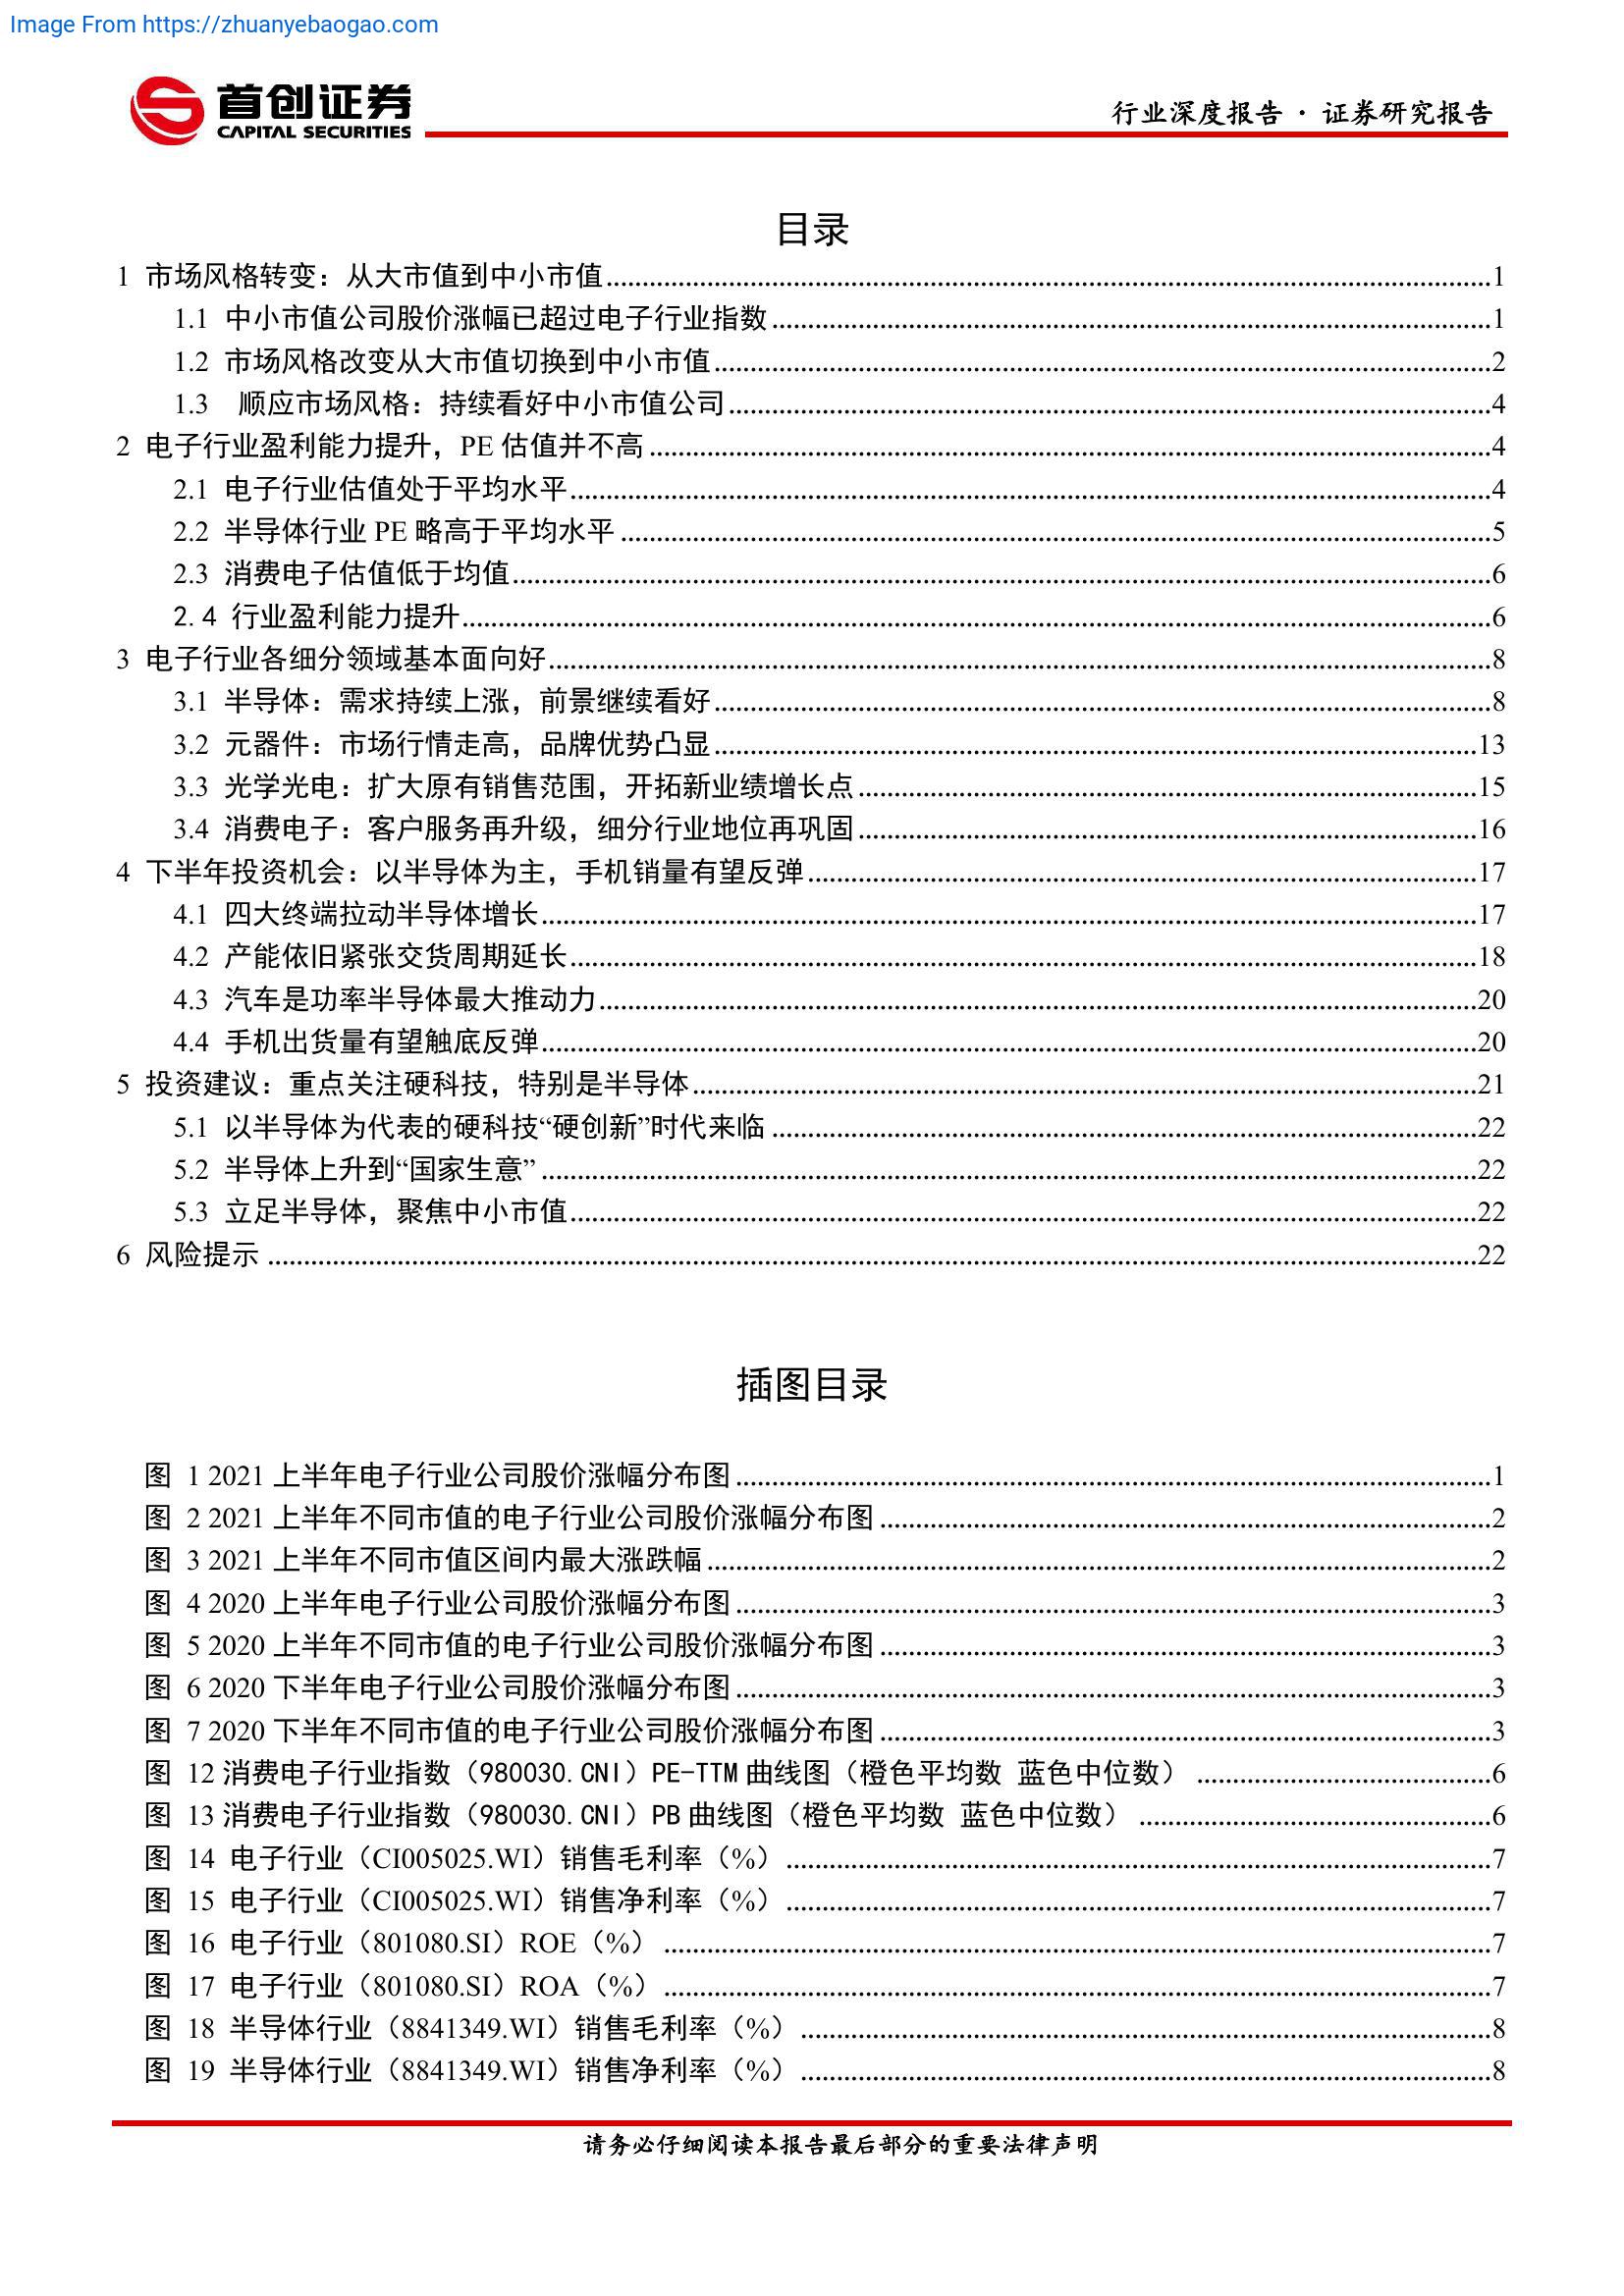 Image From https://zhuanyebaogao.com
首创证券
CAPITAL SECURITIES
行业深度报告 · 证券研究报告
目录
1 市场风格转变：从大市值到中小市值 1
1.1 中小市值公司股价涨幅已超过电子行业指数 1
1.2 市场风格改变从大市值切换到中小市值 2
1.3 顺应市场风格：持续看好中小市值公司 4
2 电子行业盈利能力提升，PE 估值并不高 4
2.1 电子行业估值处于平均水平 4
2.2 半导体行业 PE 略高于平均水平 5
2.3 消费电子估值低于均值 6
2.4 行业盈利能力提升 6
3 电子行业各细分领域基本面向好 8
3.1 半导体：需求持续上涨，前景继续看好 8
3.2 元器件：市场行情走高，品牌优势凸显 13
3.3 光学光电：扩大原有销售范围，开拓新业绩增长点 15
3.4 消费电子：客户服务再升级，细分行业地位再巩固 16
4 下半年投资机会：以半导体为主，手机销量有望反弹 17
4.1 四大终端拉动半导体增长 17
4.2 产能依旧紧张交货周期延长 18
4.3 汽车是功率半导体最大推动力 20
4.4 手机出货量有望触底反弹 20
5 投资建议：重点关注硬科技，特别是半导体 21
5.1 以半导体为代表的硬科技“硬创新”时代来临 22
5.2 半导体上升到“国家生意” 22
5.3 立足半导体，聚焦中小市值 22
6 风险提示 22
插图目录
图 1 2021 上半年电子行业公司股价涨幅分布图 1
图 2 2021 上半年不同市值的电子行业公司股价涨幅分布图 2
图 3 2021 上半年不同市值区间内最大涨跌幅 2
图 4 2020 上半年电子行业公司股价涨幅分布图 3
图 5 2020 上半年不同市值的电子行业公司股价涨幅分布图 3
图 6 2020 下半年电子行业公司股价涨幅分布图 3
图 7 2020 下半年不同市值的电子行业公司股价涨幅分布图 3
图 12 消费电子行业指数（980030.CNI）PE-TTM 曲线图（橙色平均数 蓝色中位数） 6
图 13 消费电子行业指数（980030.CNI）PB 曲线图（橙色平均数 蓝色中位数） 6
图 14 电子行业（CI005025.WI）销售毛利率（%） 7
图 15 电子行业（CI005025.WI）销售净利率（%） 7
图 16 电子行业（801080.SI）ROE（%） 7
图 17 电子行业（801080.SI）ROA（%） 7
图 18 半导体行业（8841349.WI）销售毛利率（%） 8
图 19 半导体行业（8841349.WI）销售净利率（%） 8
请务必仔细阅读本报告最后部分的重要法律声明